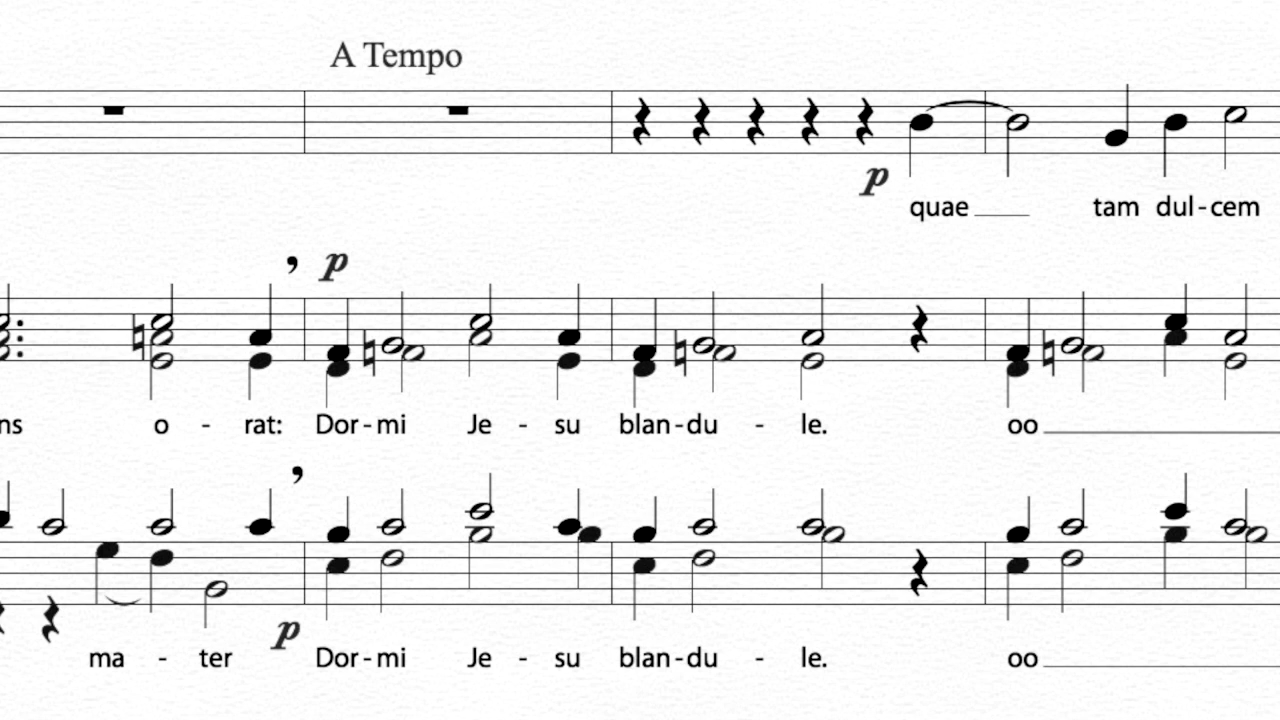 A Tempo
p
quae tam dul-cem
p
ns o - rat: Dor-mi Je - su blan-du - le. oo
p
ma - ter Dor-mi Je - su blan-du - le. oo